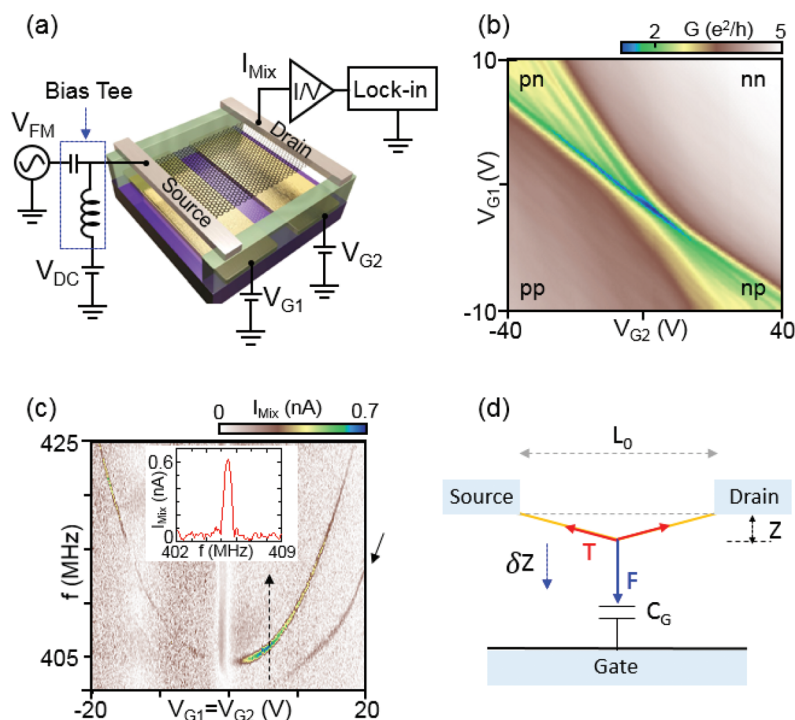 (a)
I_Mix
I/V
Lock-in
Bias Tee
V_FM
Drain
Source
V_DC
V_G1
V_G2
(b)
G (e²/h)
2
5
10
pn
nn
V_G1 (V)
pp
np
-10
-40
V_G2 (V)
40
(c)
I_Mix (nA)
0
0.7
425
0.6
I_Mix (nA)
0
402
f (MHz)
409
f (MHz)
405
-20
V_G1=V_G2 (V)
20
(d)
L_0
Source
Drain
Z
T
δZ
F
C_G
Gate